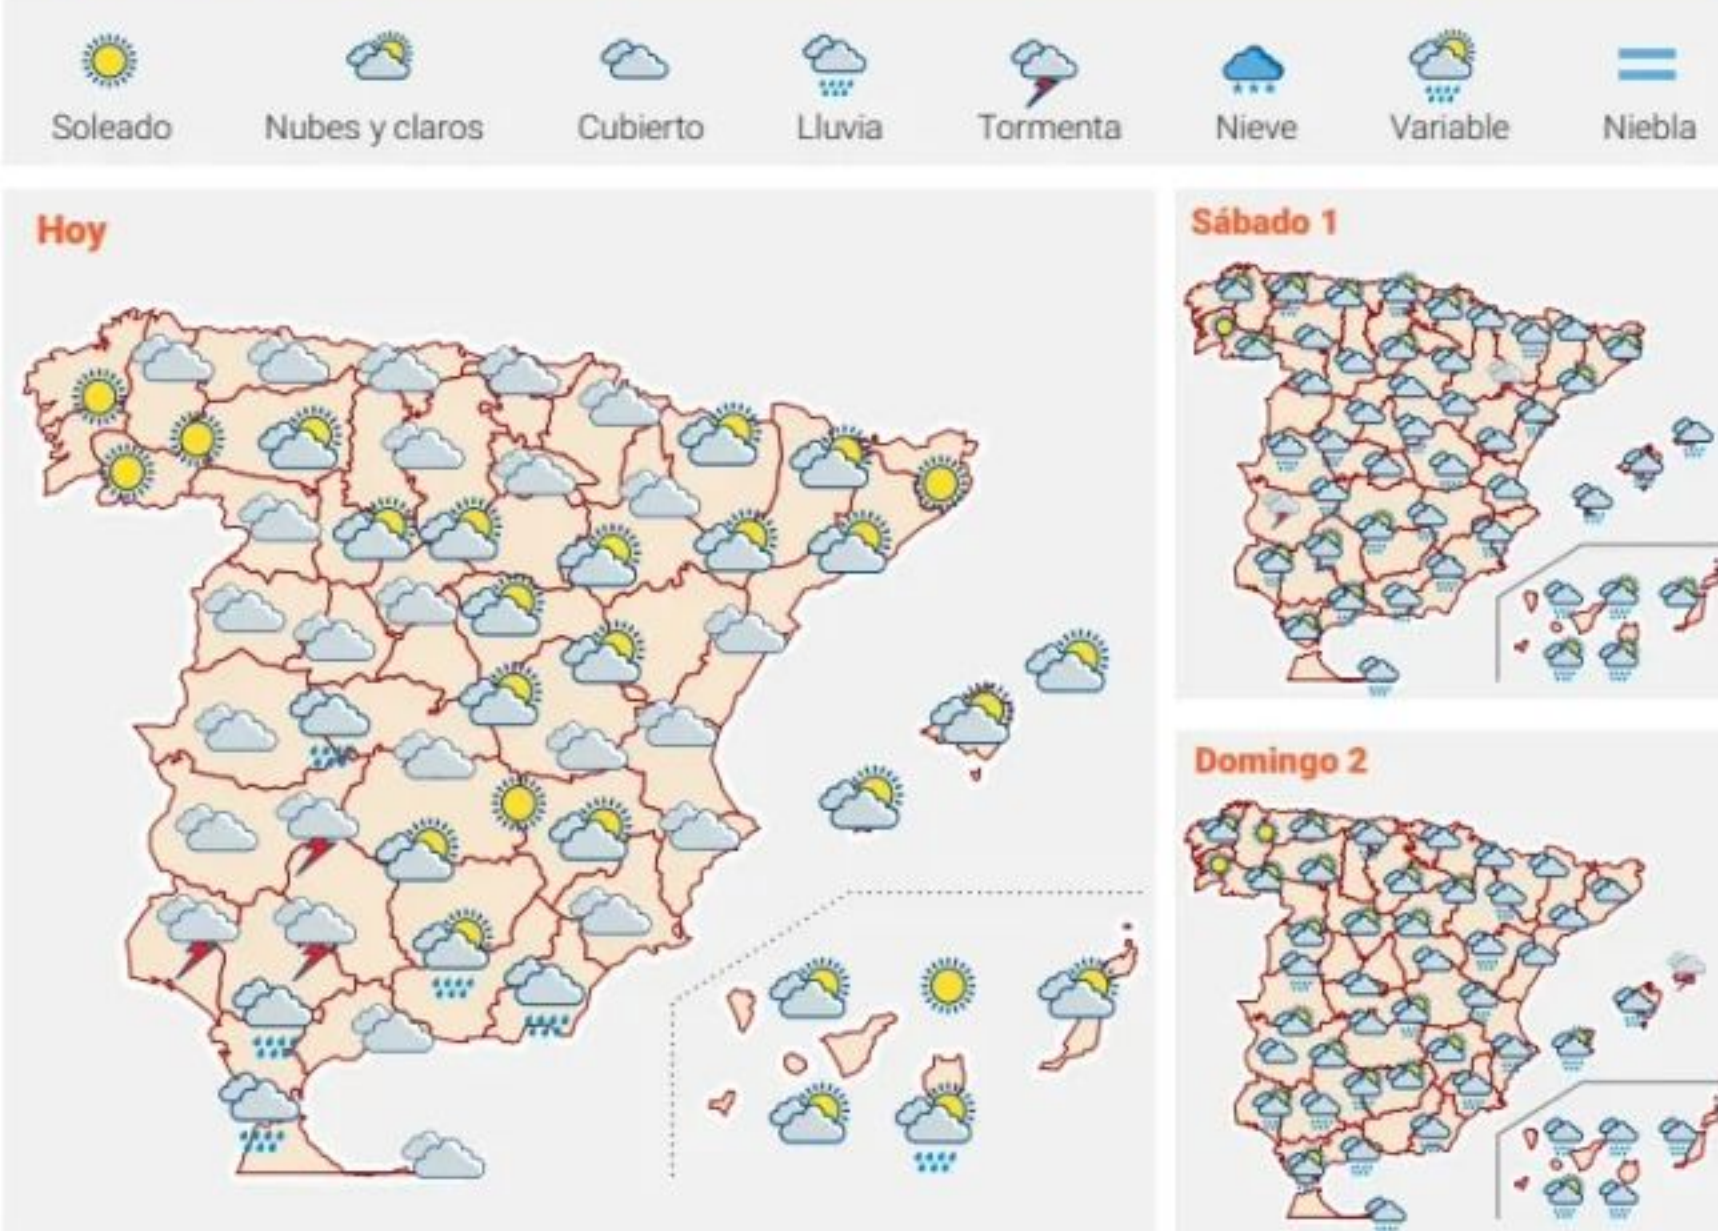 Soleado
Nubes y claros
Cubierto
Lluvia
Tormenta
Nieve
Variable
Niebla
Hoy
Sábado 1
Domingo 2